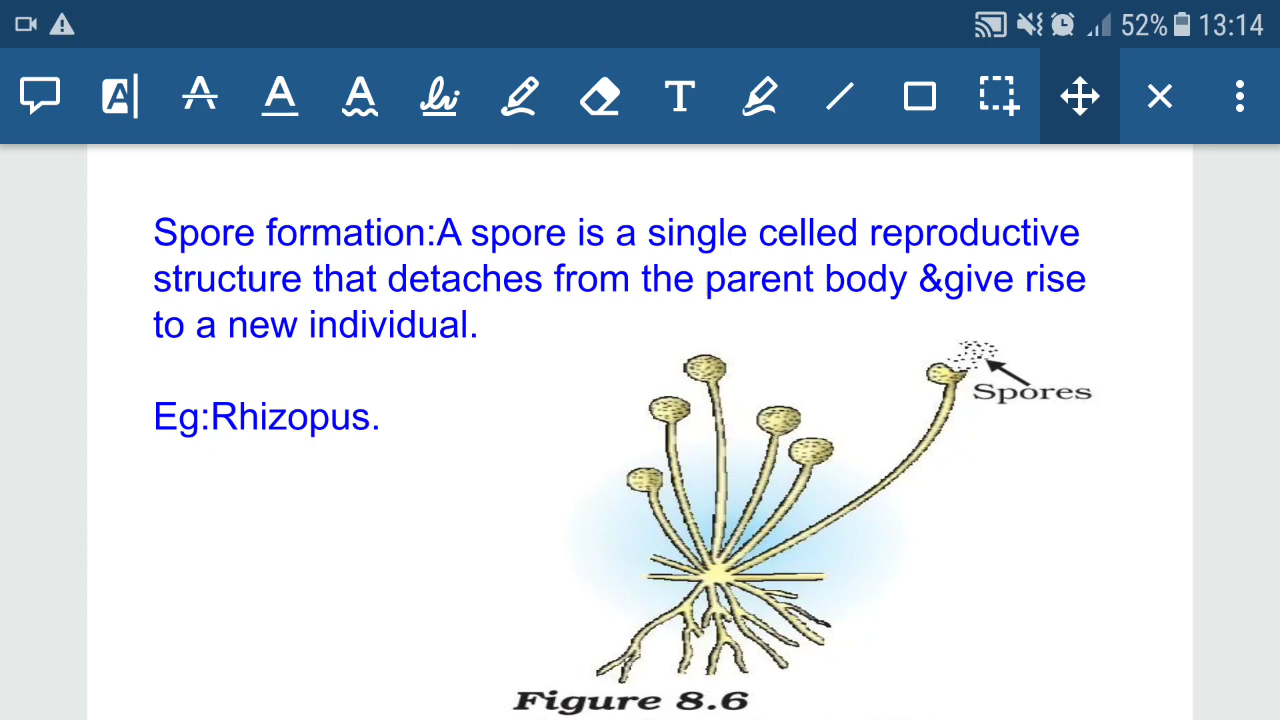 52% 13:14
Spore formation:A spore is a single celled reproductive
structure that detaches from the parent body &give rise
to a new individual.
Spores
Eg:Rhizopus.
Figure 8.6